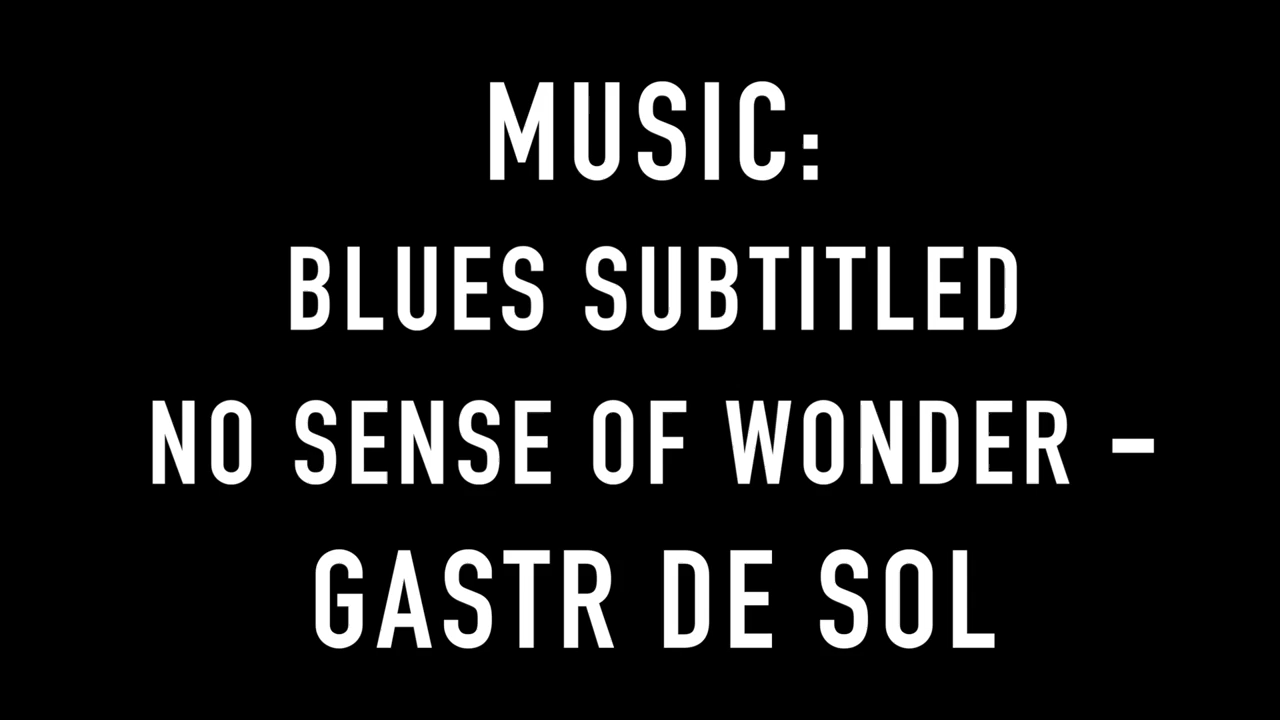 MUSIC:
BLUES SUBTITLED
NO SENSE OF WONDER –
GASTR DE SOL